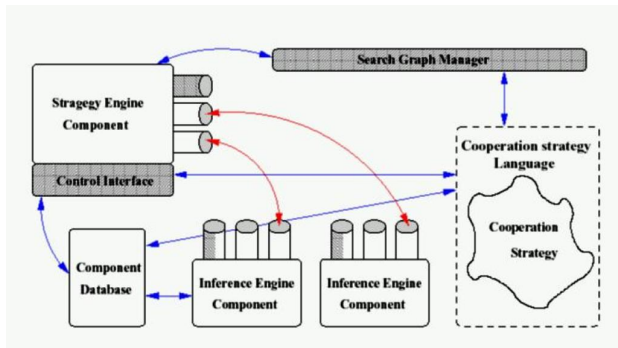 Search Graph Manager
Stragegy Engine
Component
Control Interface
Cooperation strategy
Language
Cooperation
Strategy
Component
Database
Inference Engine
Component
Inference Engine
Component